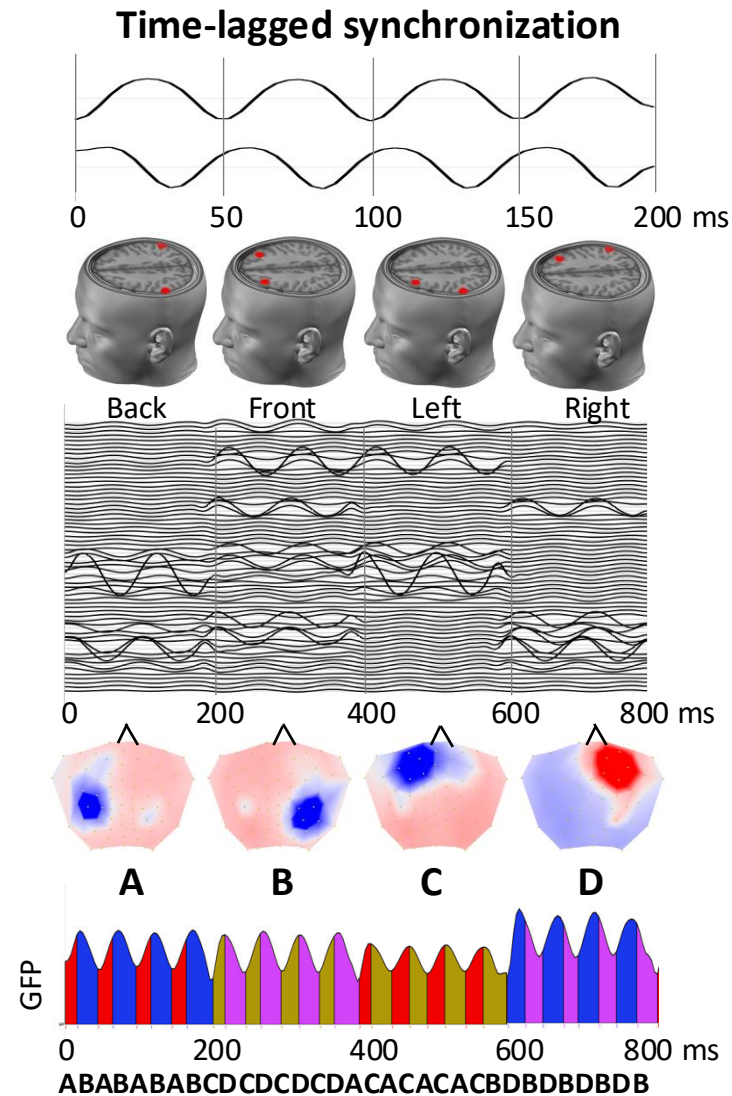 Time-lagged synchronization
0 50 100 150 200 ms
Back Front Left Right
0 200 400 600 800 ms
A B C D
GFP
0 200 400 600 800 ms
ABABABABCDCDCDCDACACACACBDBDBDBDB